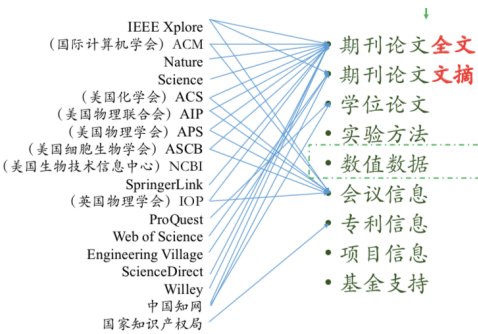 IEEE Xplore
（国际计算机学会）ACM
Nature
Science
（美国化学会）ACS
（美国物理联合会）AIP
（美国物理学会）APS
（美国细胞生物学会）ASCB
（美国生物技术信息中心）NCBI
SpringerLink
（英国物理学会）IOP
ProQuest
Web of Science
Engineering Village
ScienceDirect
Willey
中国知网
国家知识产权局
• 期刊论文全文
• 期刊论文文摘
• 学位论文
• 实验方法
• 数值数据
• 会议信息
• 专利信息
• 项目信息
• 基金支持